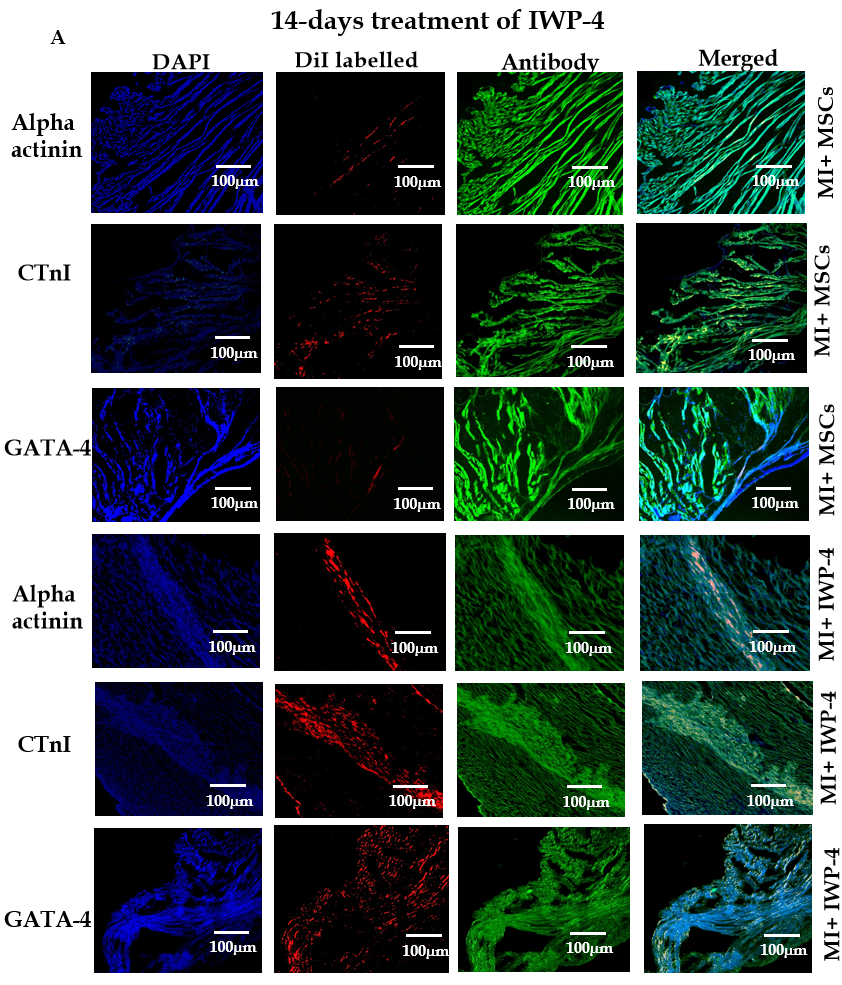 14-days treatment of IWP-4
A
DAPI
DiI labelled
Antibody
Merged
Alpha
actinin
100µm
100µm
100µm
100µm
MI+ MSCs
CTnI
100µm
100µm
100µm
100µm
MI+ MSCs
GATA-4
100µm
100µm
100µm
100µm
MI+ MSCs
Alpha
actinin
100µm
100µm
100µm
100µm
MI+ IWP-4
CTnI
100µm
100µm
100µm
100µm
MI+ IWP-4
GATA-4
100µm
100µm
100µm
100µm
MI+ IWP-4